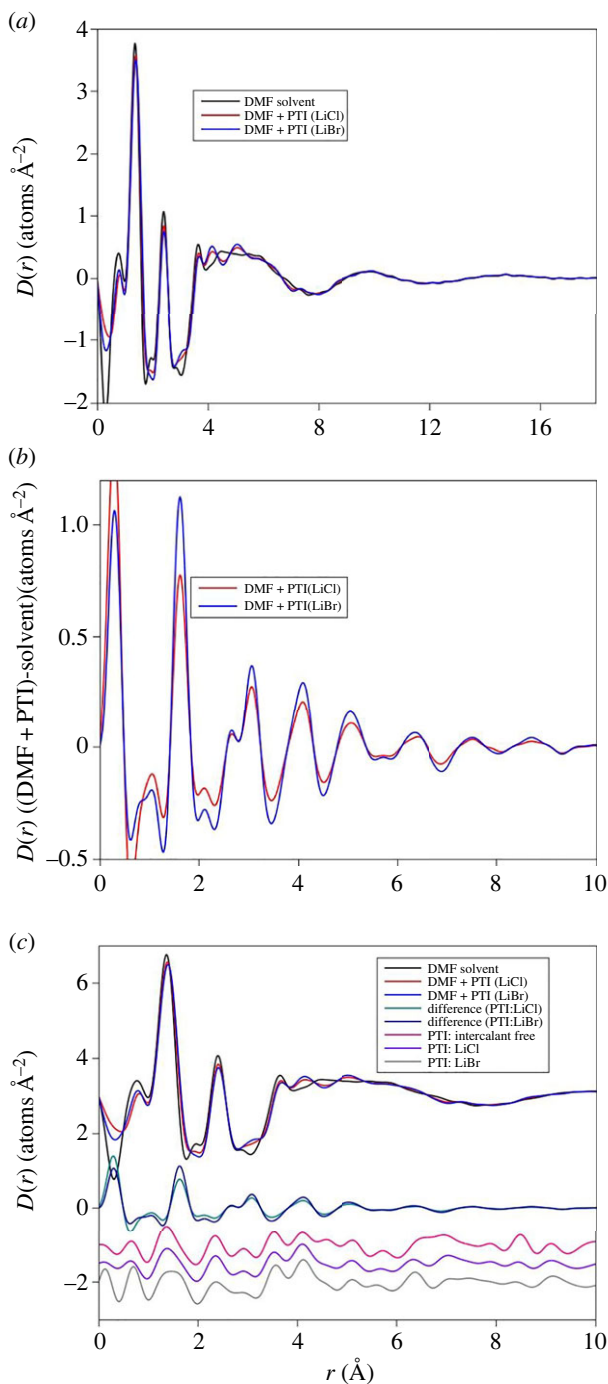 (a)
4
3
2
1
0
–1
–2
D(r) (atoms Å–2)
DMF solvent
DMF + PTI (LiCl)
DMF + PTI (LiBr)
0 4 8 12 16
(b)
1.0
0.5
0
–0.5
D(r) ((DMF + PTI)-solvent)(atoms Å–2)
DMF + PTI(LiCl)
DMF + PTI(LiBr)
0 2 4 6 8 10
(c)
6
4
2
0
–2
D(r) (atoms Å–2)
DMF solvent
DMF + PTI (LiCl)
DMF + PTI (LiBr)
difference (PTI:LiCl)
difference (PTI:LiBr)
PTI: intercalant free
PTI: LiCl
PTI: LiBr
0 2 4 6 8 10
r (Å)